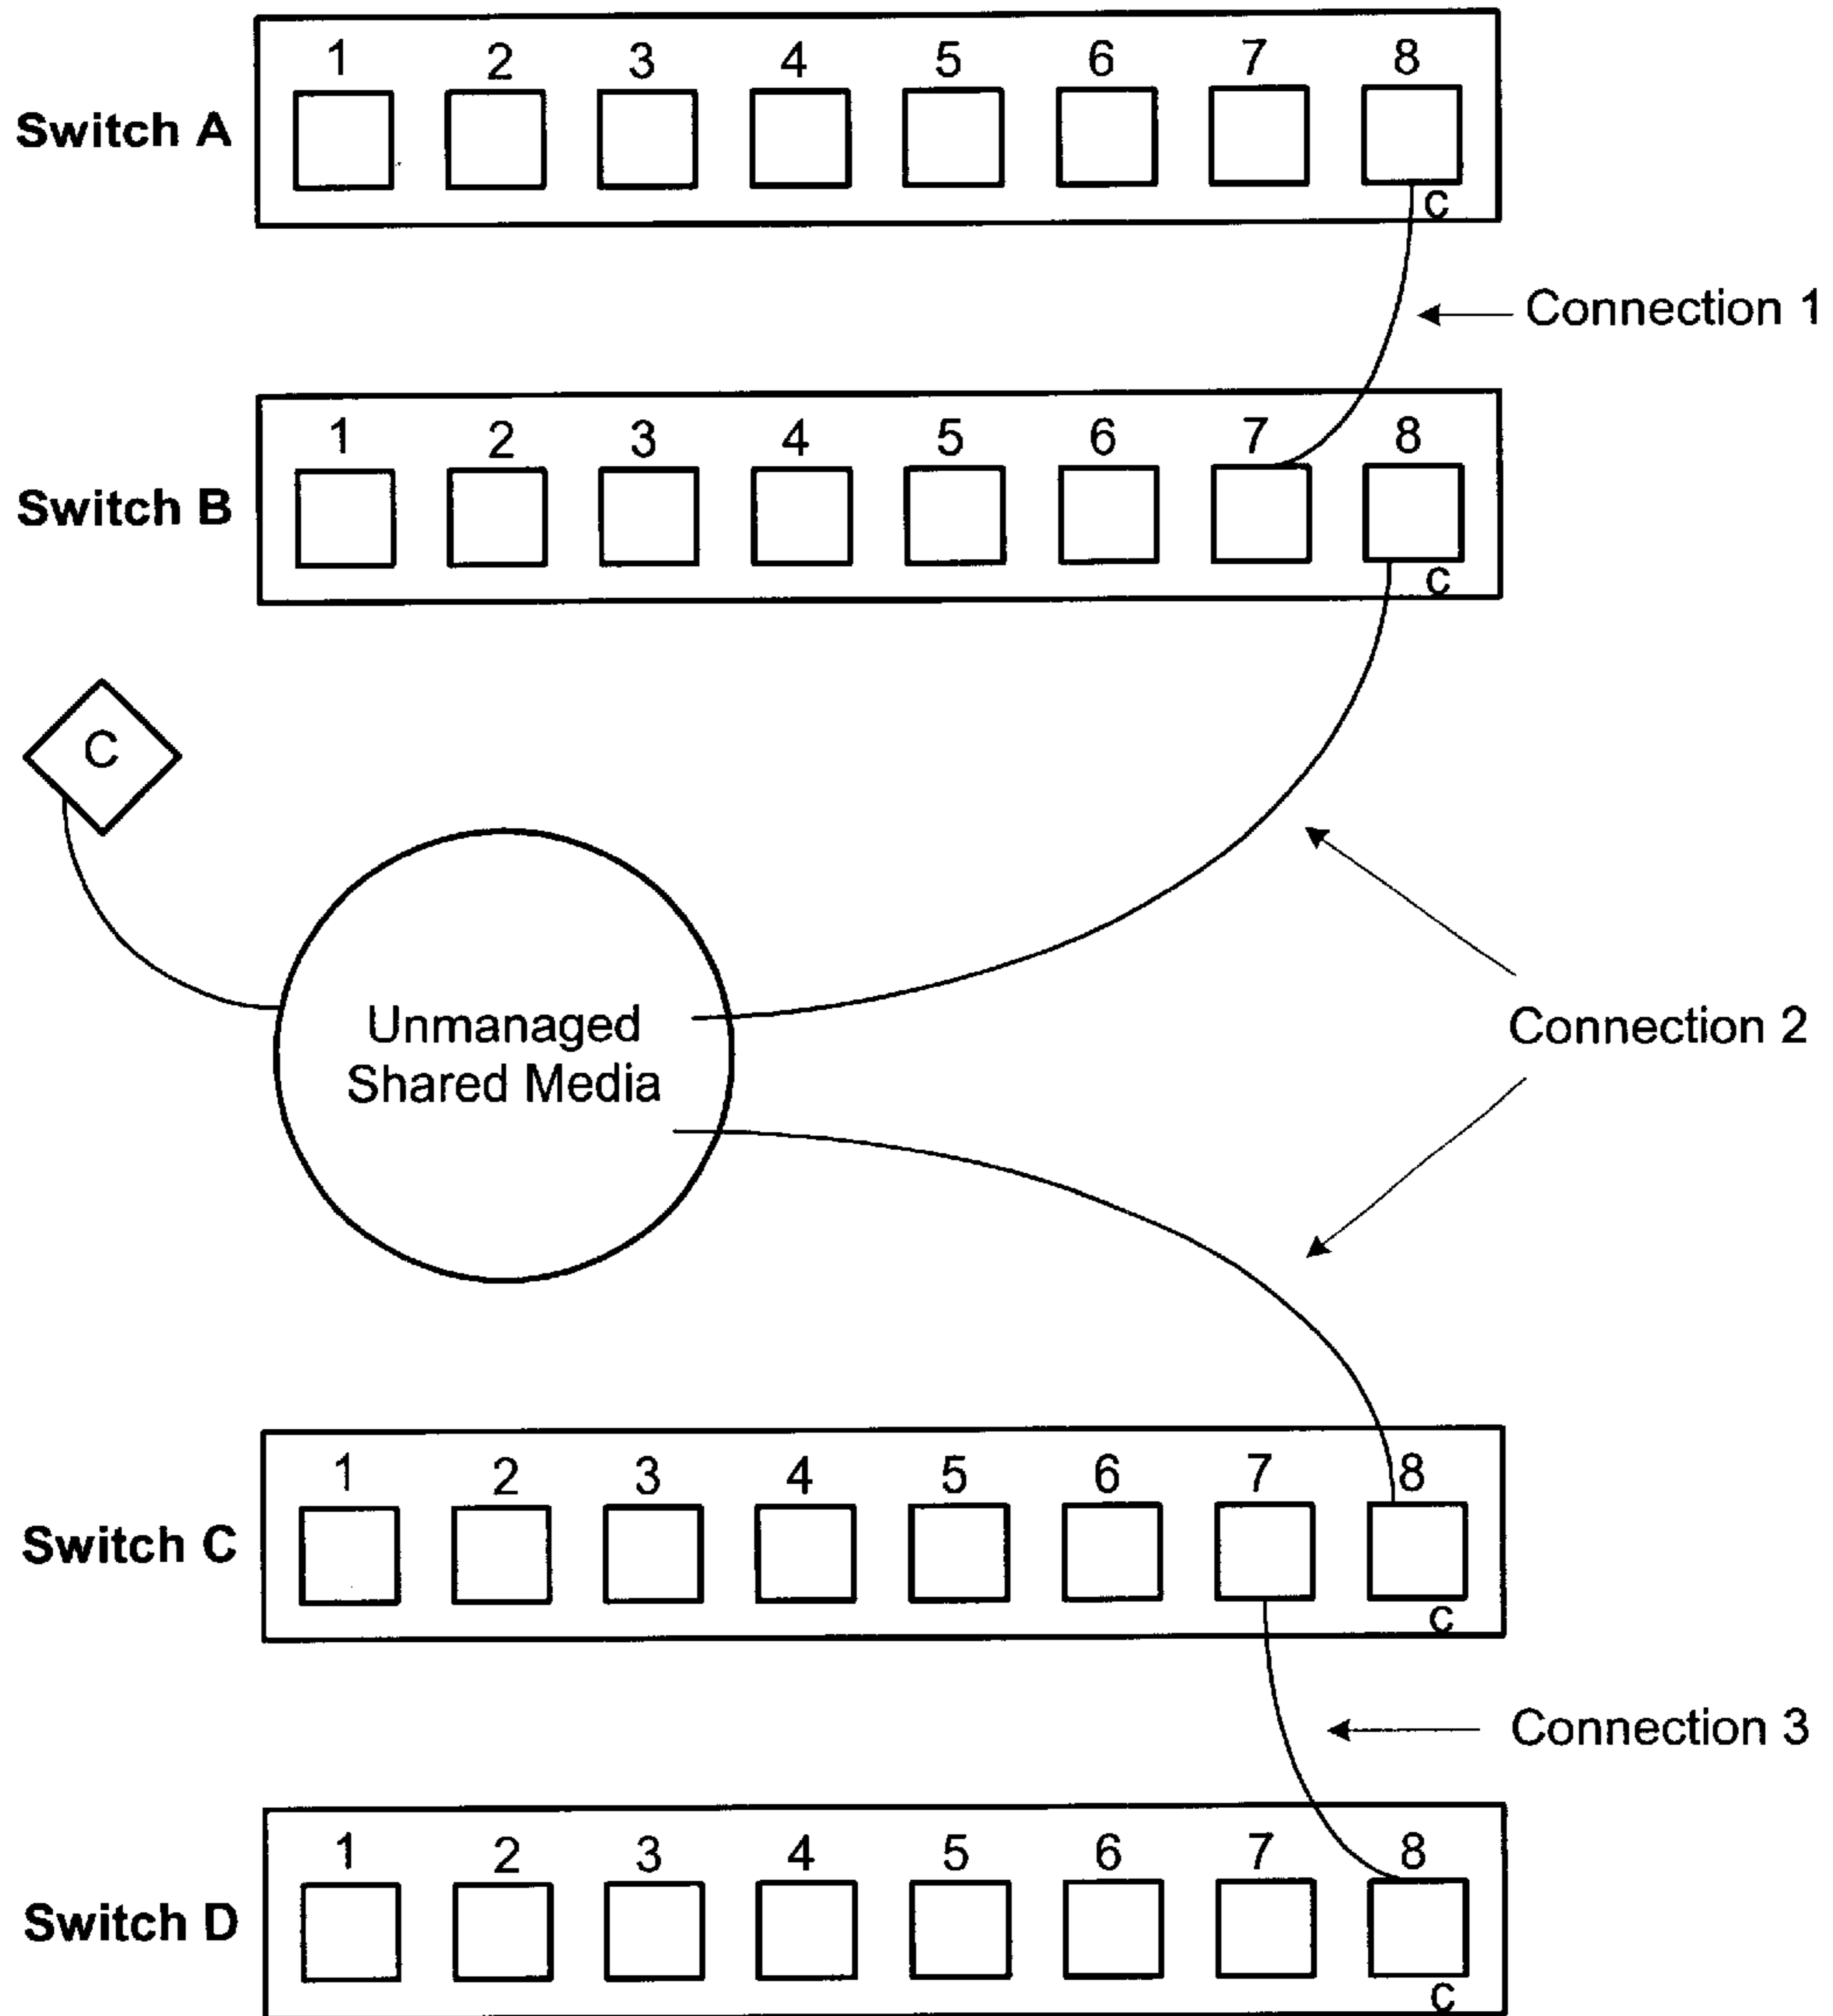 1 2 3 4 5 6 7 8
Switch A
C
Connection 1
1 2 3 4 5 6 7 8
Switch B
C
C
Unmanaged
Shared Media
Connection 2
1 2 3 4 5 6 7 8
Switch C
C
Connection 3
1 2 3 4 5 6 7 8
Switch D
C